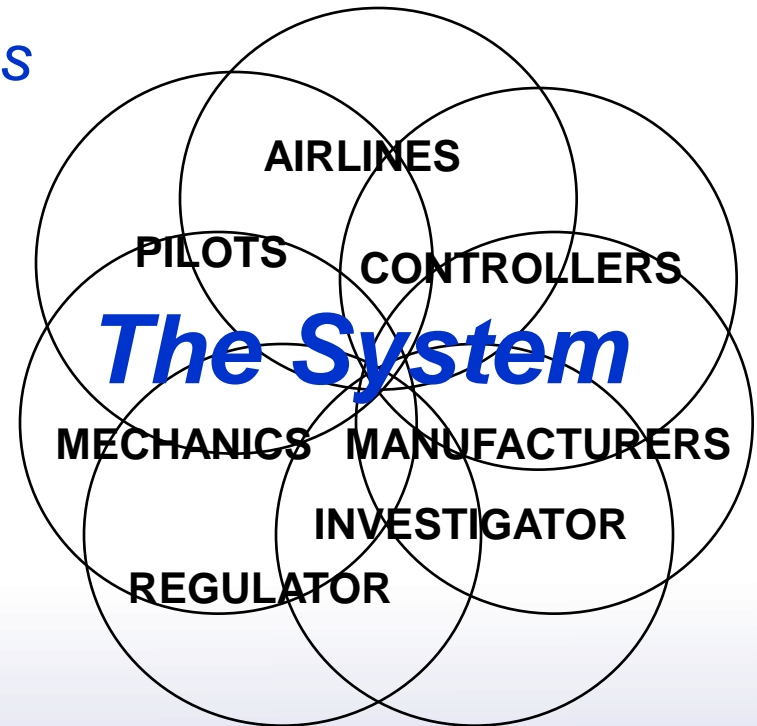 s
AIRLINES
PILOTS
CONTROLLERS
The System
MECHANICS
MANUFACTURERS
INVESTIGATOR
REGULATOR